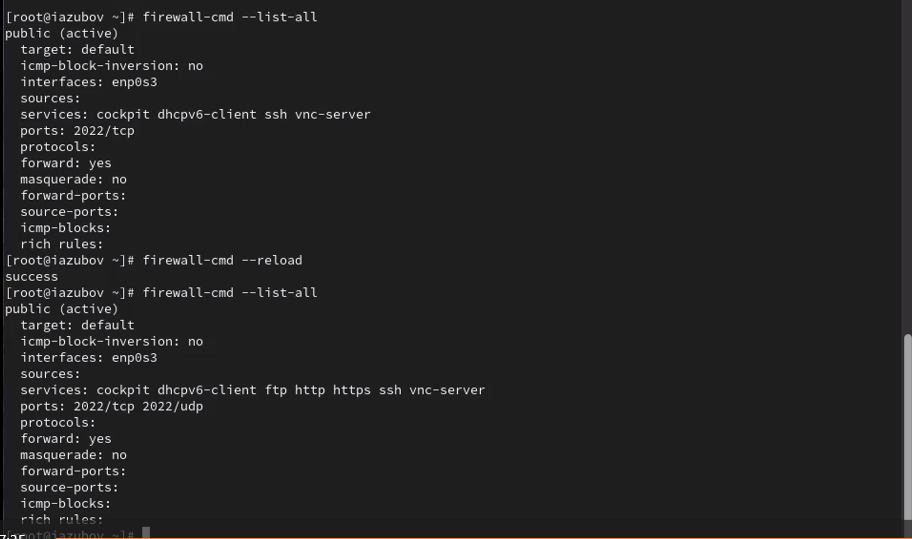 [root@iazubov ~]# firewall-cmd --list-all
public (active)
  target: default
  icmp-block-inversion: no
  interfaces: enp0s3
  sources:
  services: cockpit dhcpv6-client ssh vnc-server
  ports: 2022/tcp
  protocols:
  forward: yes
  masquerade: no
  forward-ports:
  source-ports:
  icmp-blocks:
  rich rules:
[root@iazubov ~]# firewall-cmd --reload
success
[root@iazubov ~]# firewall-cmd --list-all
public (active)
  target: default
  icmp-block-inversion: no
  interfaces: enp0s3
  sources:
  services: cockpit dhcpv6-client ftp http https ssh vnc-server
  ports: 2022/tcp 2022/udp
  protocols:
  forward: yes
  masquerade: no
  forward-ports:
  source-ports:
  icmp-blocks:
  rich rules:
[root@iazubov ~]#